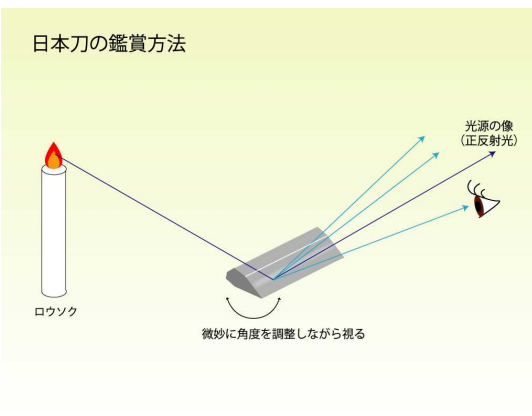 日本刀の鑑賞方法
光源の像
（正反射光）
ロウソク
微妙に角度を調整しながら視る